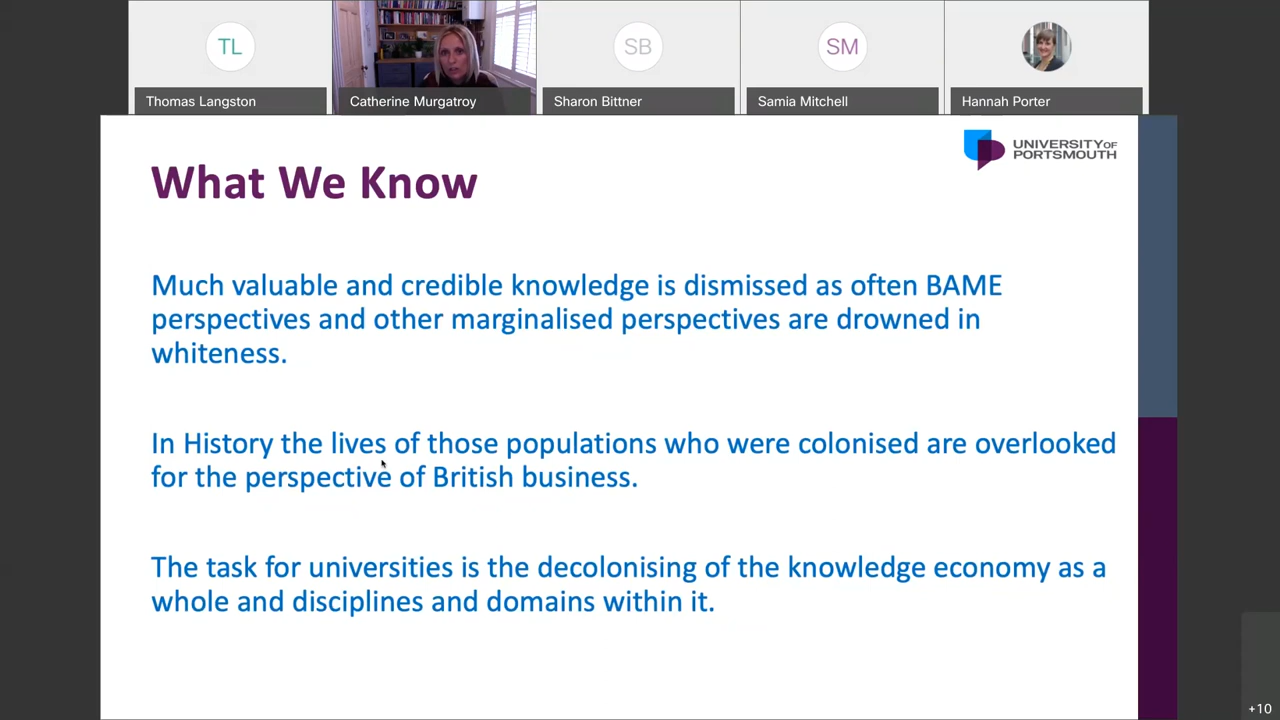 TL
SB
SM
Thomas Langston
Catherine Murgatroy
Sharon Bittner
Samia Mitchell
Hannah Porter
UNIVERSITY OF
PORTSMOUTH
What We Know
Much valuable and credible knowledge is dismissed as often BAME
perspectives and other marginalised perspectives are drowned in
whiteness.
In History the lives of those populations who were colonised are overlooked
for the perspective of British business.
The task for universities is the decolonising of the knowledge economy as a
whole and disciplines and domains within it.
+10